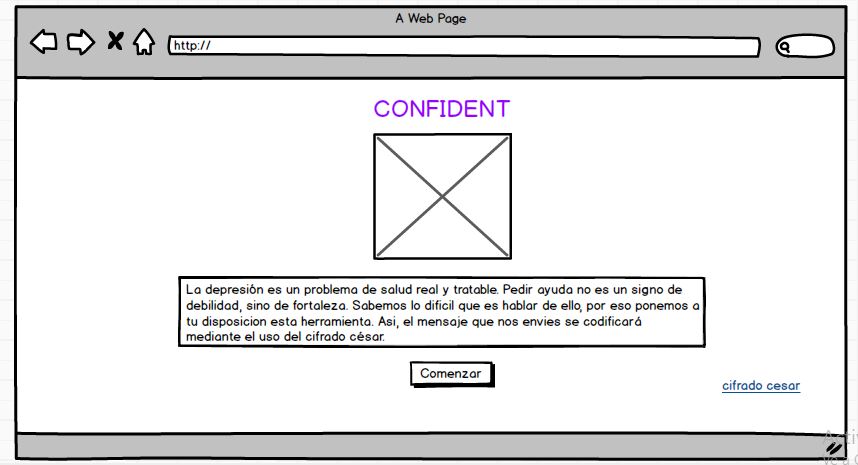 A Web Page
http://
CONFIDENT
La depresión es un problema de salud real y tratable. Pedir ayuda no es un signo de
debilidad, sino de fortaleza. Sabemos lo dificil que es hablar de ello, por eso ponemos a
tu disposicion esta herramienta. Asi, el mensaje que nos envies se codificará
mediante el uso del cifrado césar.
Comenzar
cifrado cesar